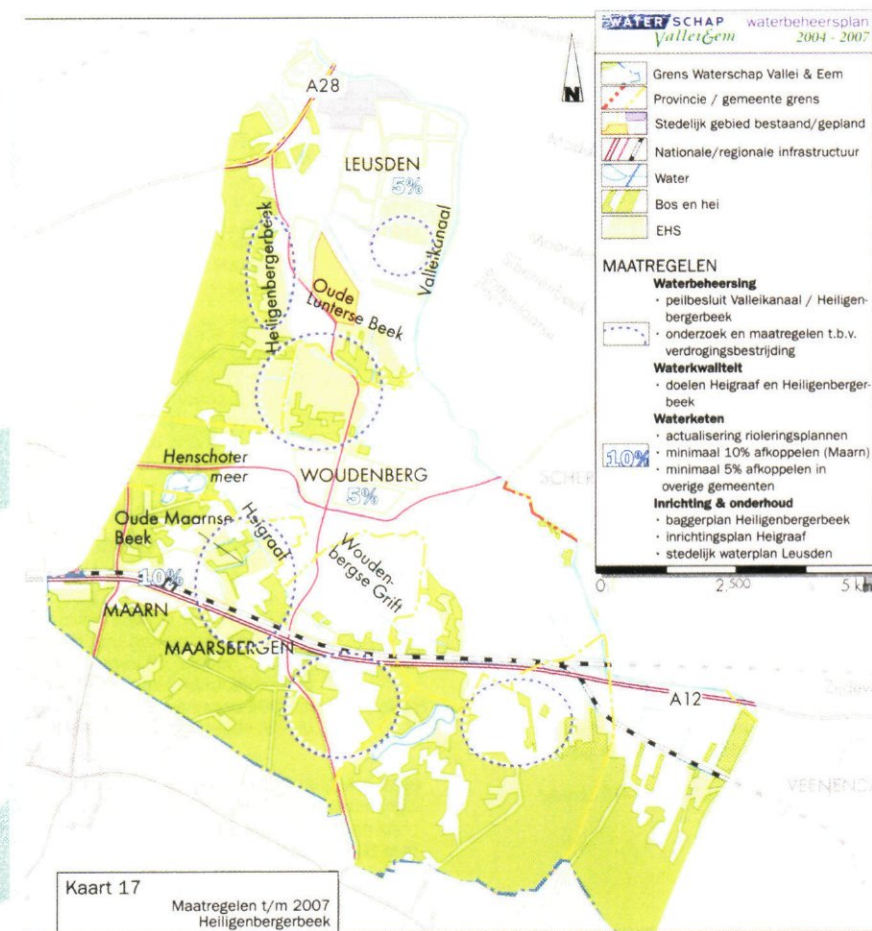 WATERSCHAP waterbeheersplan
Vallei & Eem 2004 - 2007
Grens Waterschap Vallei & Eem
Provincie / gemeente grens
Stedelijk gebied bestaand/gepland
Nationale/regionale infrastructuur
Water
Bos en hei
EHS
MAATREGELEN
Waterbeheersing
· peilbesluit Valleikanaal / Heiligen-
bergerbeek
· onderzoek en maatregelen t.b.v.
verdrogingsbestrijding
Waterkwaliteit
· doelen Heigraaf en Heiligenberger-
beek
Waterketen
· actualisering rioleringsplannen
10%
· minimaal 10% afkoppelen (Maarn)
· minimaal 5% afkoppelen in
overige gemeenten
Inrichting & onderhoud
· baggerplan Heiligenbergerbeek
· inrichtingsplan Heigraaf
· stedelijk waterplan Leusden
0 2.500 5 km
N
A28
LEUSDEN
5%
Heiligenbergerbeek
Valleikanaal
Oude
Lunterse Beek
Henschoter
meer
WOUDENBERG
5%
SCHER
Oude Maarnse
Beek
Heigraaf
Wouden-
bergse Grift
10%
MAARN
MAARSBERGEN
A12
VEENENDA
Kaart 17
Maatregelen t/m 2007
Heiligenbergerbeek